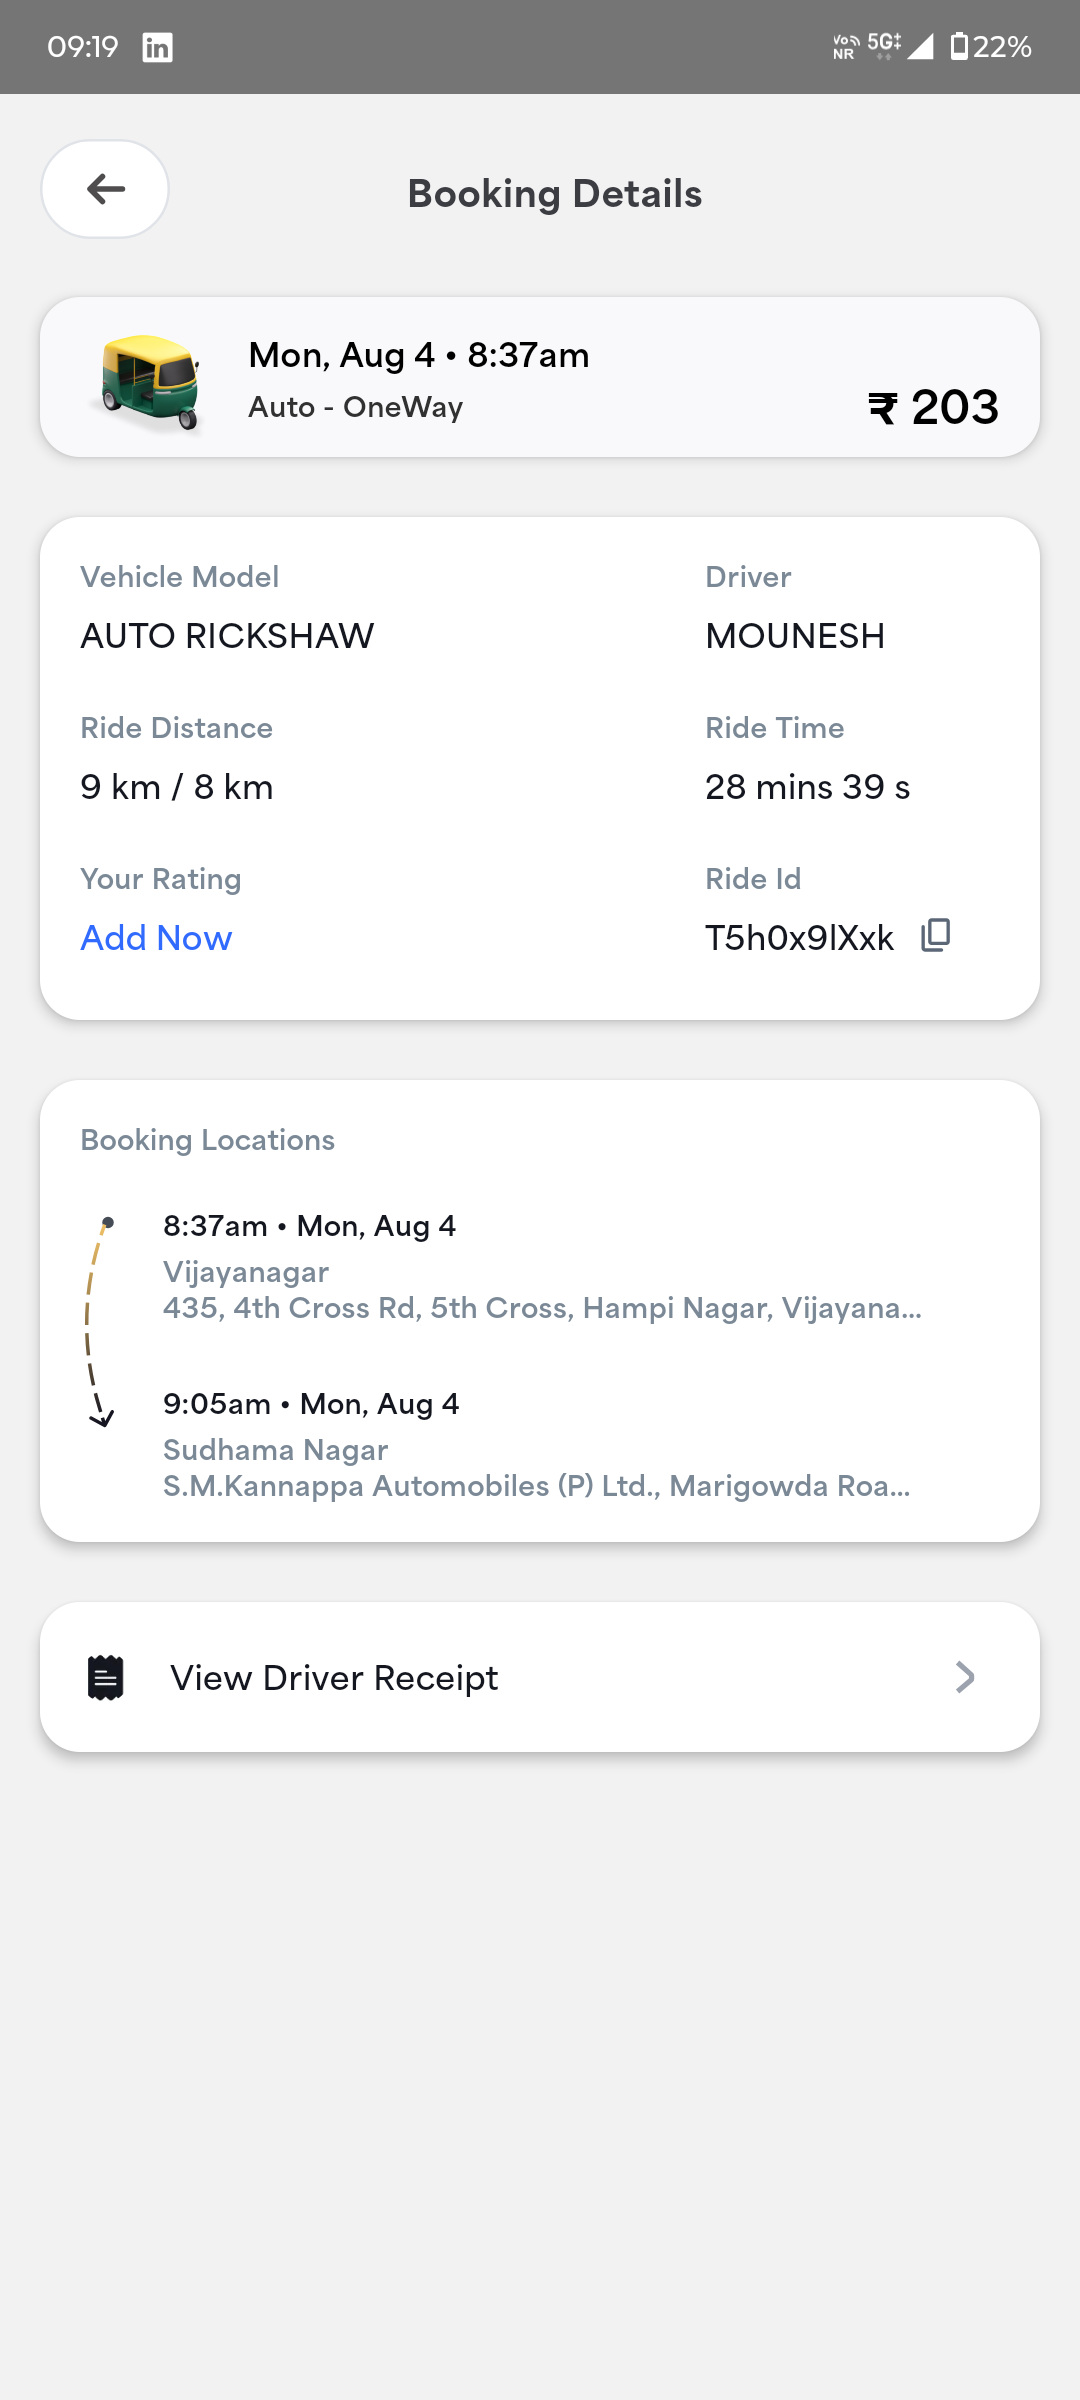 09:19 in Vo NR 5G 22%
Booking Details
Mon, Aug 4 • 8:37am
Auto - OneWay
₹ 203
Vehicle Model Driver
AUTO RICKSHAW MOUNESH
Ride Distance Ride Time
9 km / 8 km 28 mins 39 s
Your Rating Ride Id
Add Now T5h0x9lXxk
Booking Locations
8:37am • Mon, Aug 4
Vijayanagar
435, 4th Cross Rd, 5th Cross, Hampi Nagar, Vijayana...
9:05am • Mon, Aug 4
Sudhama Nagar
S.M.Kannappa Automobiles (P) Ltd., Marigowda Roa...
View Driver Receipt